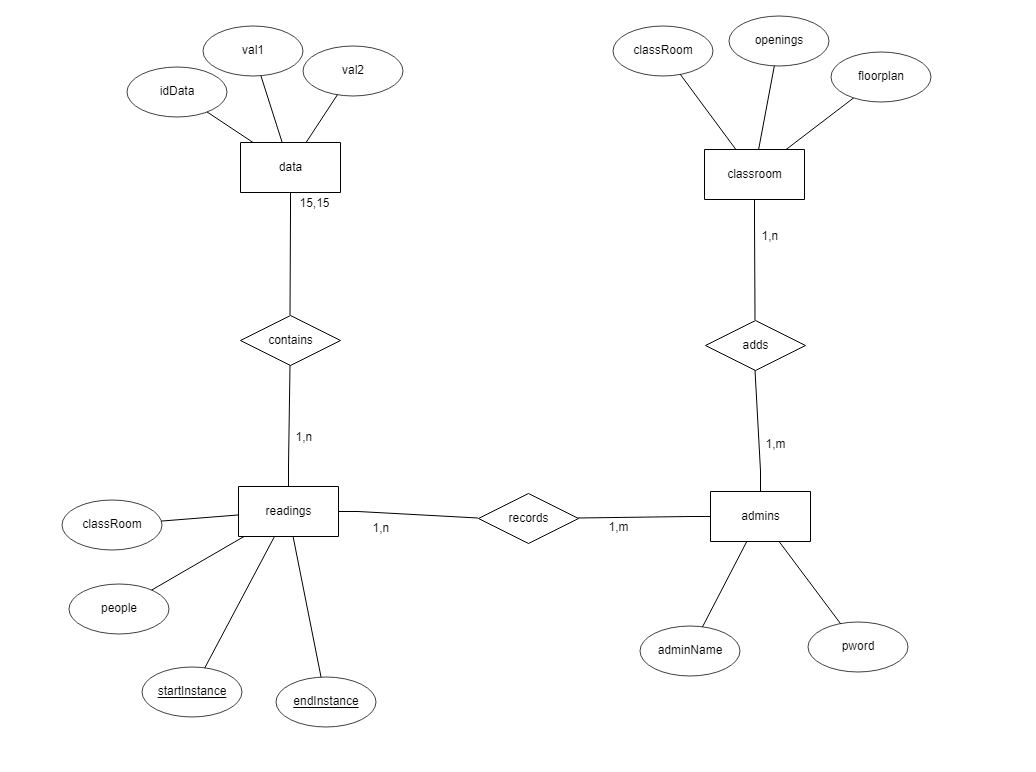 val1
val2
idData
data
15,15
contains
1,n
classRoom
openings
floorplan
classroom
1,n
adds
1,m
readings
1,n
records
1,m
admins
classRoom
people
startInstance
endInstance
adminName
pword